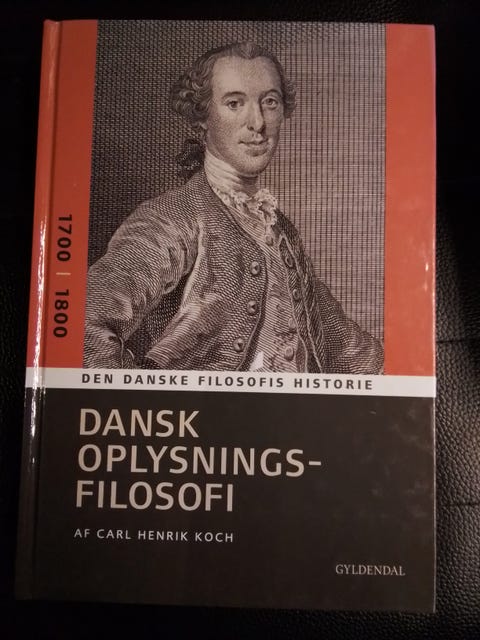 1700 | 1800
DEN DANSKE FILOSOFIS HISTORIE
DANSK
OPLYSNINGS-
FILOSOFI
AF CARL HENRIK KOCH
GYLDENDAL